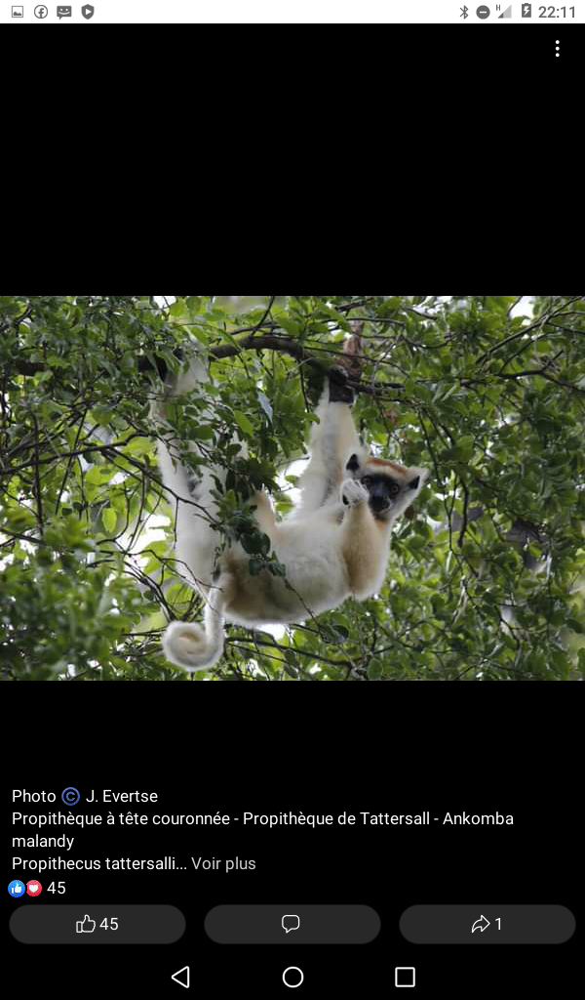 H 22:11
Photo © J. Evertse
Propithèque à tête couronnée - Propithèque de Tattersall - Ankomba
malandy
Propithecus tattersalli... Voir plus
45
45 1